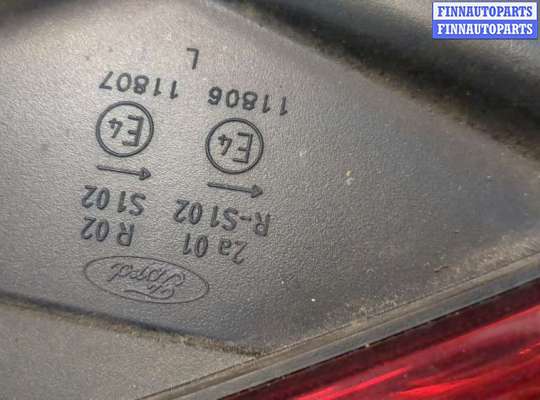 FINNAUTOPARTS
FINNAUTOPARTS
Ford
2a 01 R 02
R-S1 02 S1 02
E4 E4
11806 11807
L